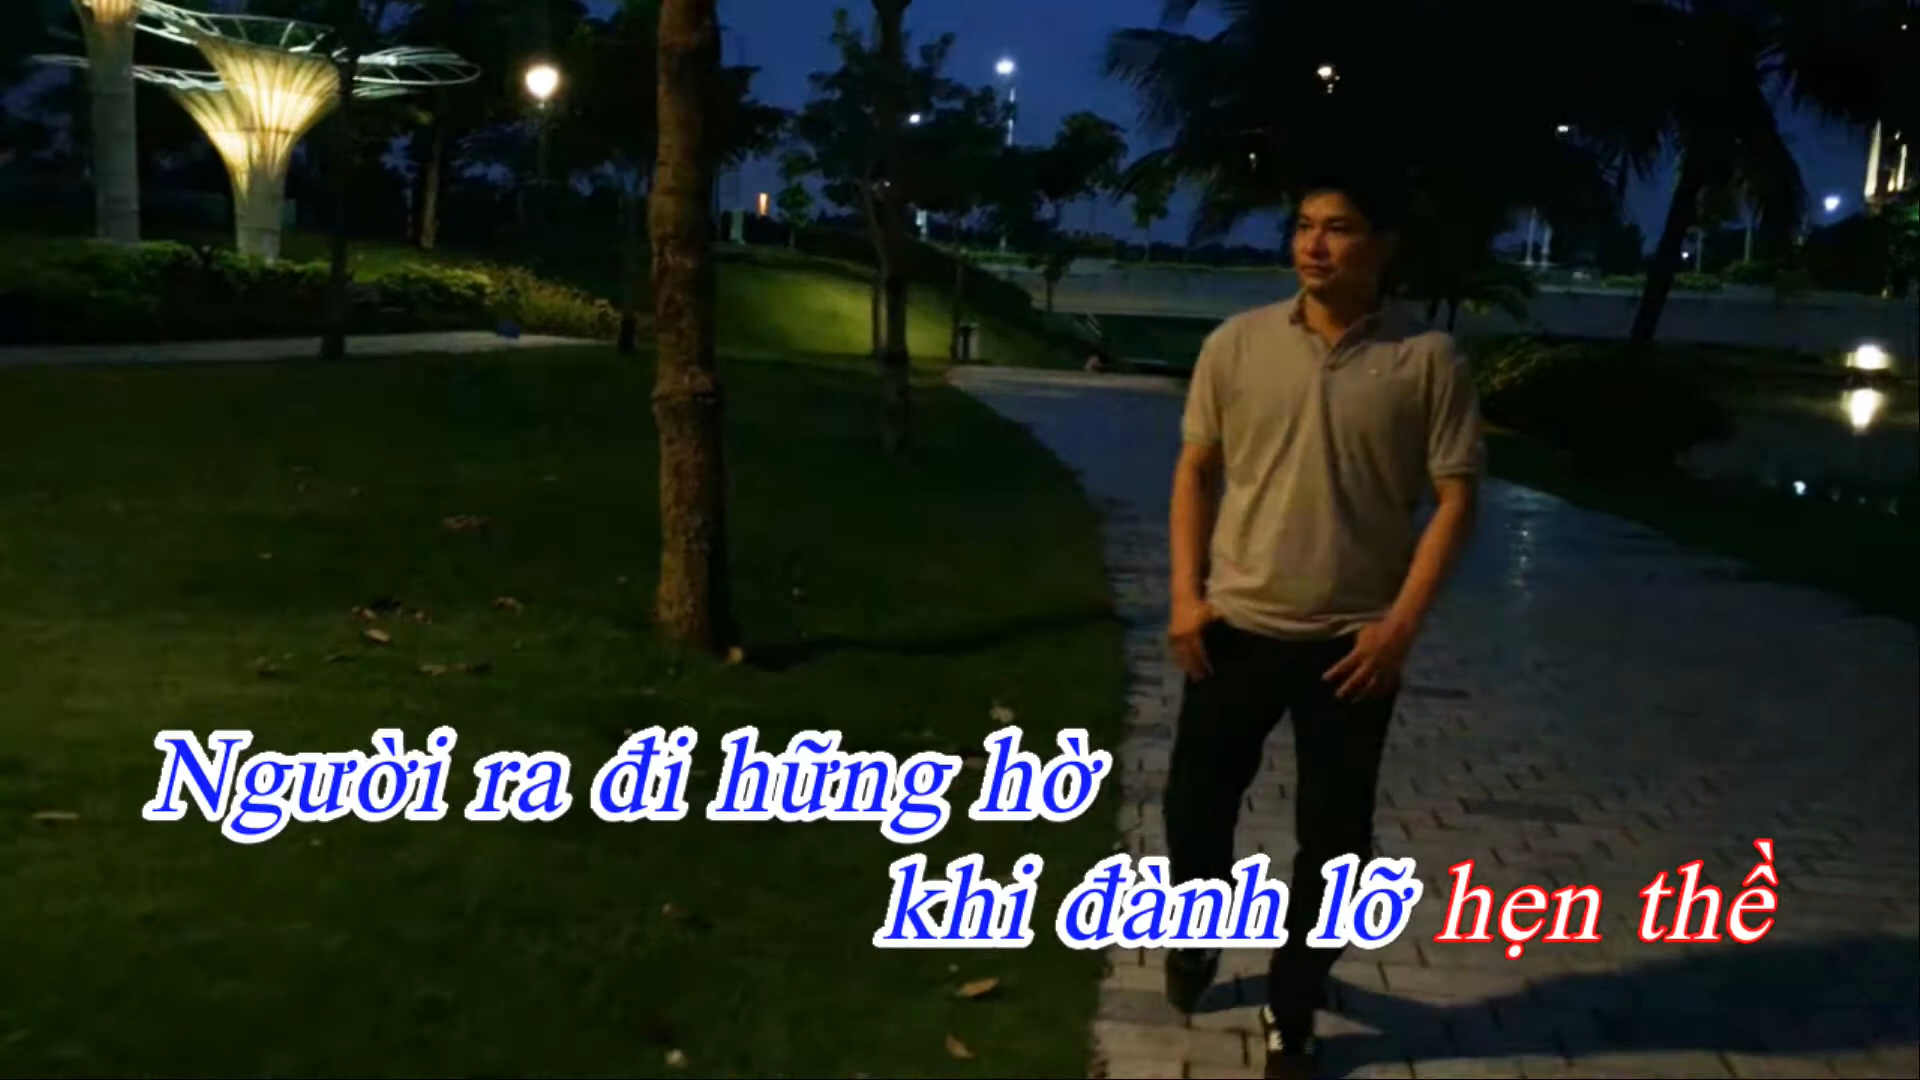 Người ra đi hững hờ
khi đành lỡ hẹn thề